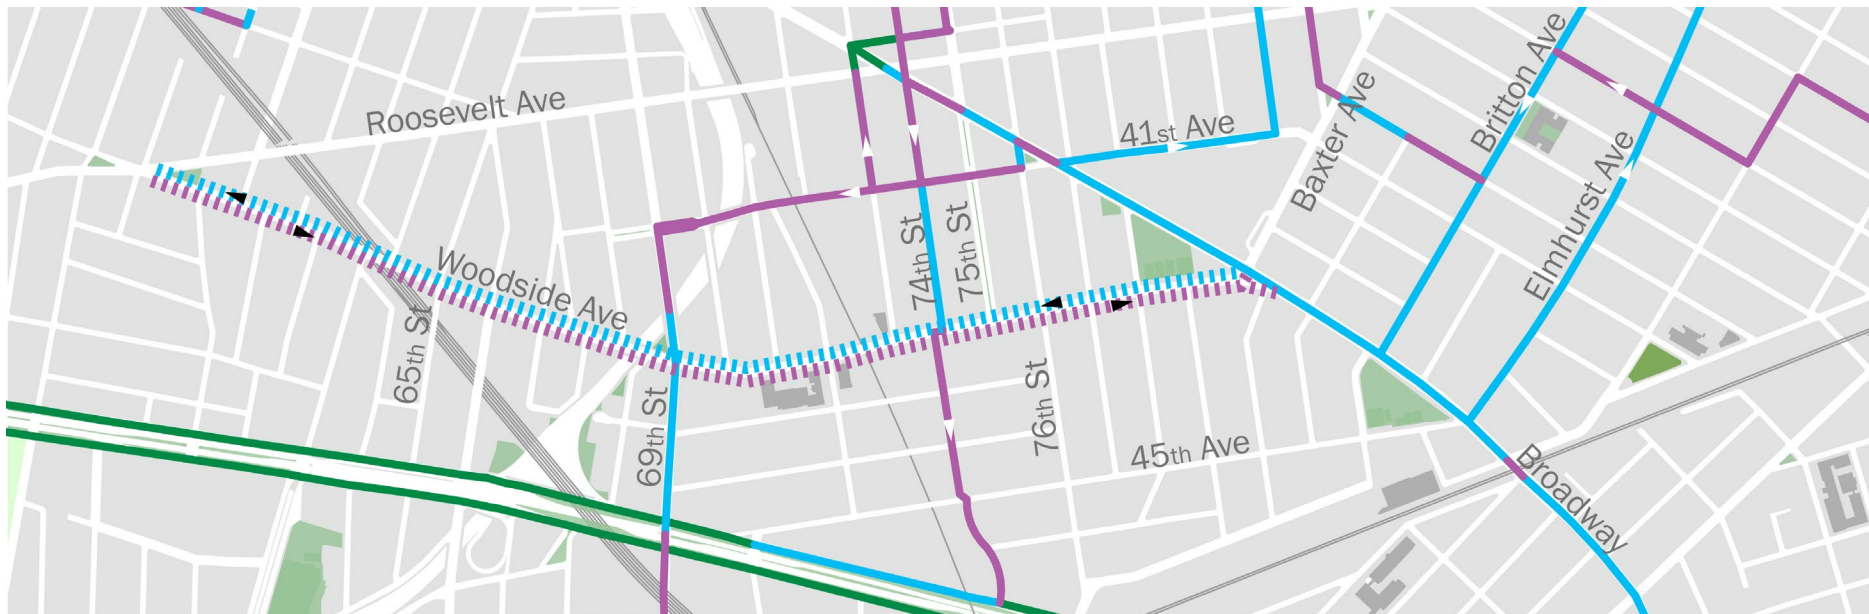 Roosevelt Ave
41st Ave
Baxter Ave
Britton Ave
Elmhurst Ave
Woodside Ave
74th St
75th St
65th St
69th St
76th St
45th Ave
Broadway